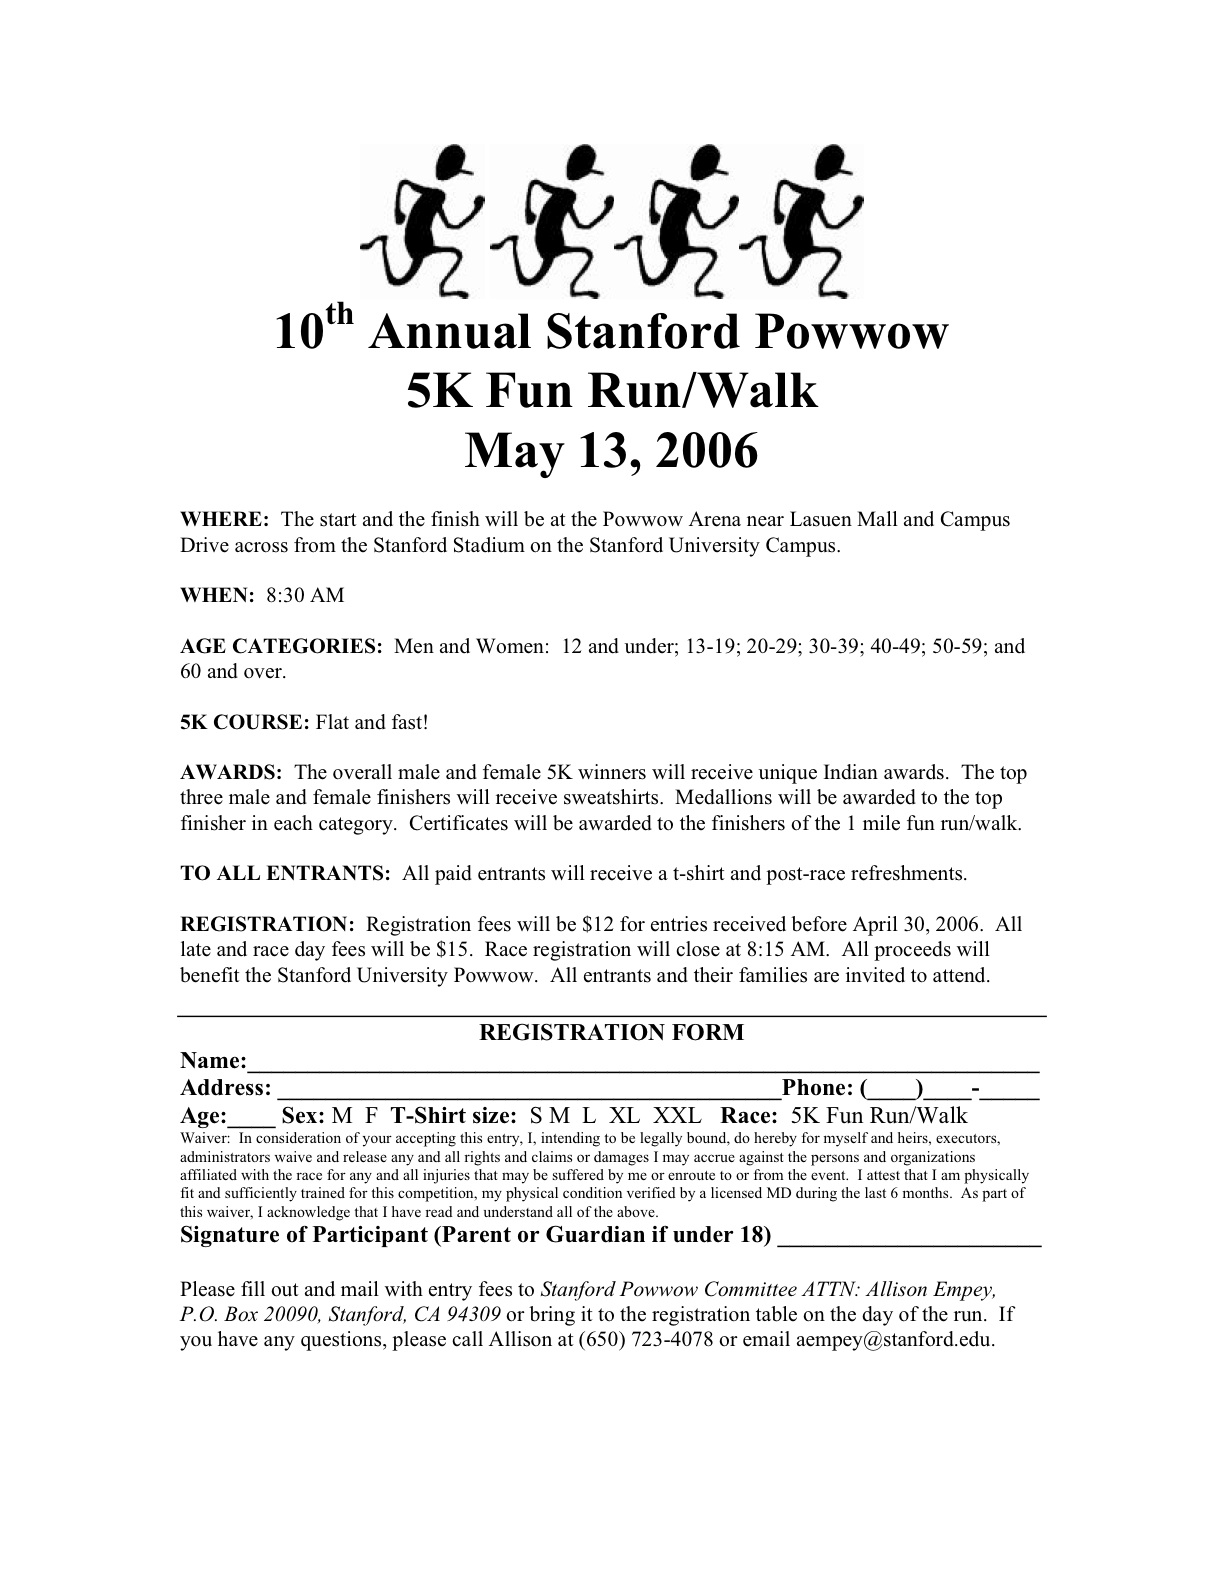 10th Annual Stanford Powwow
5K Fun Run/Walk
May 13, 2006
WHERE:  The start and the finish will be at the Powwow Arena near Lasuen Mall and Campus
Drive across from the Stanford Stadium on the Stanford University Campus.
WHEN:  8:30 AM
AGE CATEGORIES:  Men and Women:  12 and under; 13-19; 20-29; 30-39; 40-49; 50-59; and
60 and over.
5K COURSE: Flat and fast!
AWARDS:  The overall male and female 5K winners will receive unique Indian awards.  The top
three male and female finishers will receive sweatshirts.  Medallions will be awarded to the top
finisher in each category.  Certificates will be awarded to the finishers of the 1 mile fun run/walk.
TO ALL ENTRANTS:  All paid entrants will receive a t-shirt and post-race refreshments.
REGISTRATION:  Registration fees will be $12 for entries received before April 30, 2006.  All
late and race day fees will be $15.  Race registration will close at 8:15 AM.  All proceeds will
benefit the Stanford University Powwow.  All entrants and their families are invited to attend.
REGISTRATION FORM
Name:______________________________
Address: ______________________________Phone: (____)____-_____
Age:____ Sex: M  F  T-Shirt size:  S M  L  XL  XXL   Race:  5K Fun Run/Walk
Waiver:  In consideration of your accepting this entry, I, intending to be legally bound, do hereby for myself and heirs, executors,
administrators waive and release any and all rights and claims or damages I may accrue against the persons and organizations
affiliated with the race for any and all injuries that may be suffered by me or enroute to or from the event.  I attest that I am physically
fit and sufficiently trained for this competition, my physical condition verified by a licensed MD during the last 6 months.  As part of
this waiver, I acknowledge that I have read and understand all of the above.
Signature of Participant (Parent or Guardian if under 18) ______________________
Please fill out and mail with entry fees to Stanford Powwow Committee ATTN: Allison Empey,
P.O. Box 20090, Stanford, CA 94309 or bring it to the registration table on the day of the run.  If
you have any questions, please call Allison at (650) 723-4078 or email aempey@stanford.edu.